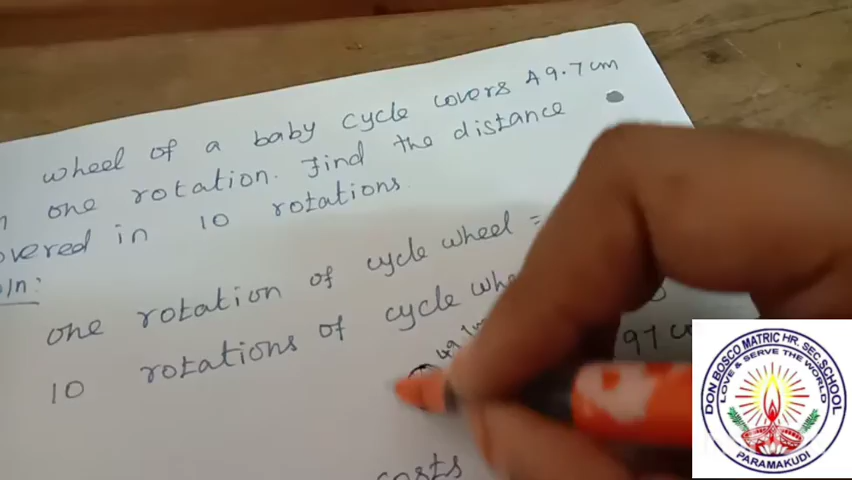 wheel of a baby cycle covers 49.7 cm
one rotation. Find the distance
overed in 10 rotations.
one rotation of cycle wheel =
10 rotations of cycle whe
97 c
costs
DON BOSCO MATRIC HR. SEC. SCHOOL
LOVE & SERVE THE WORLD
PARAMAKUDI